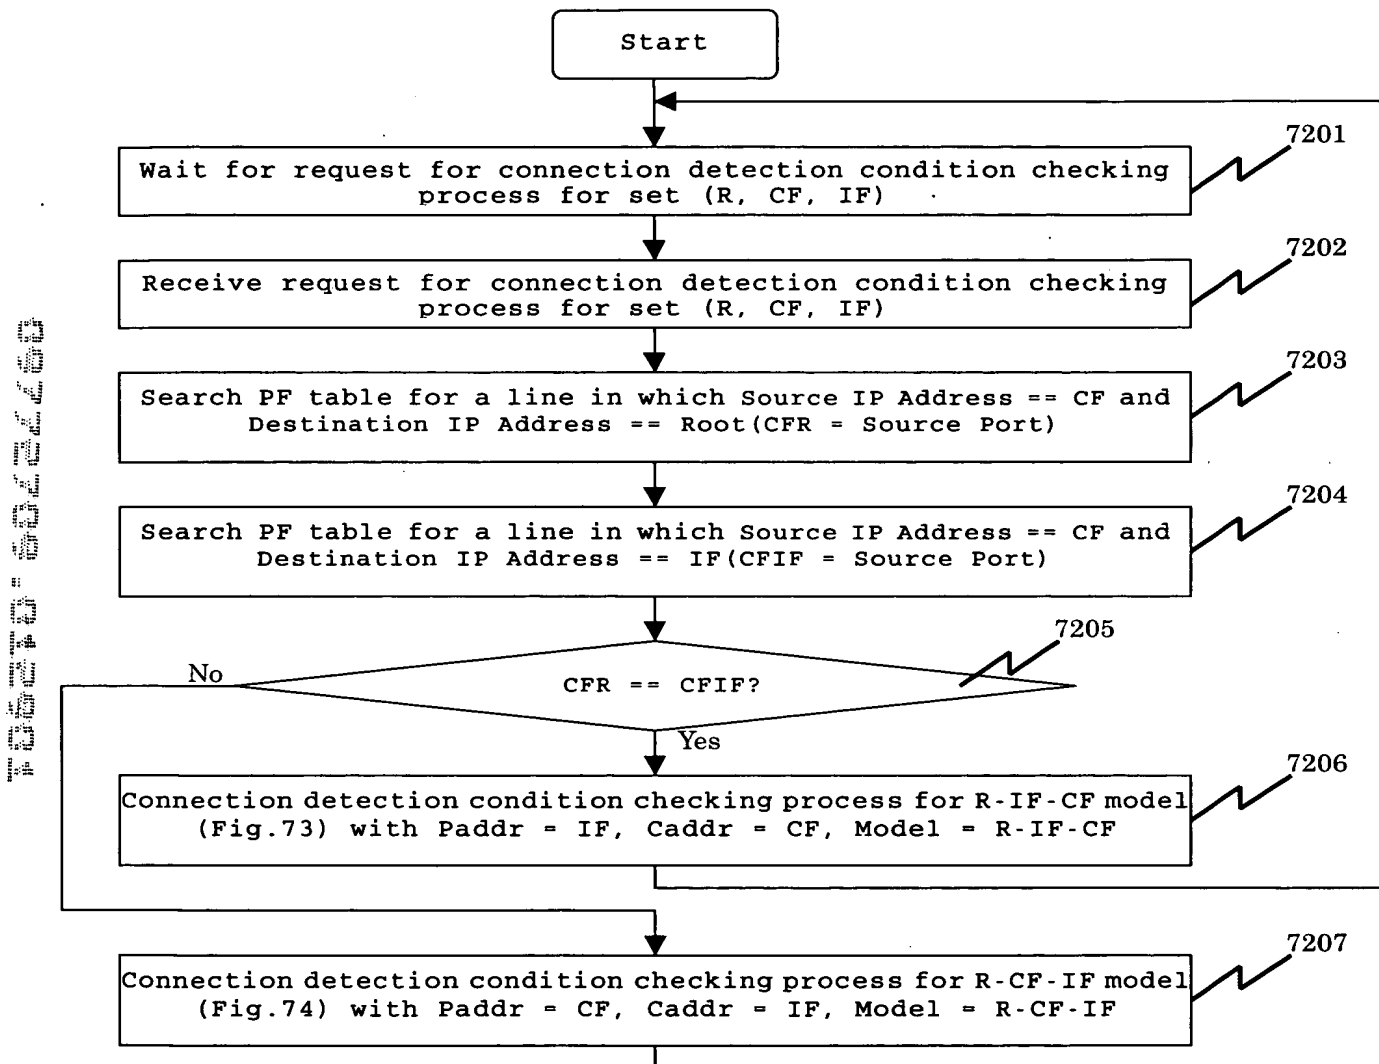 Start
7201
Wait for request for connection detection condition checking
process for set (R, CF, IF)
7202
Receive request for connection detection condition checking
process for set (R, CF, IF)
7203
Search PF table for a line in which Source IP Address == CF and
Destination IP Address == Root(CFR = Source Port)
7204
Search PF table for a line in which Source IP Address == CF and
Destination IP Address == IF(CFIF = Source Port)
7205
No
CFR == CFIF?
Yes
7206
Connection detection condition checking process for R-IF-CF model
(Fig.73) with Paddr = IF, Caddr = CF, Model = R-IF-CF
7207
Connection detection condition checking process for R-CF-IF model
(Fig.74) with Paddr = CF, Caddr = IF, Model = R-CF-IF